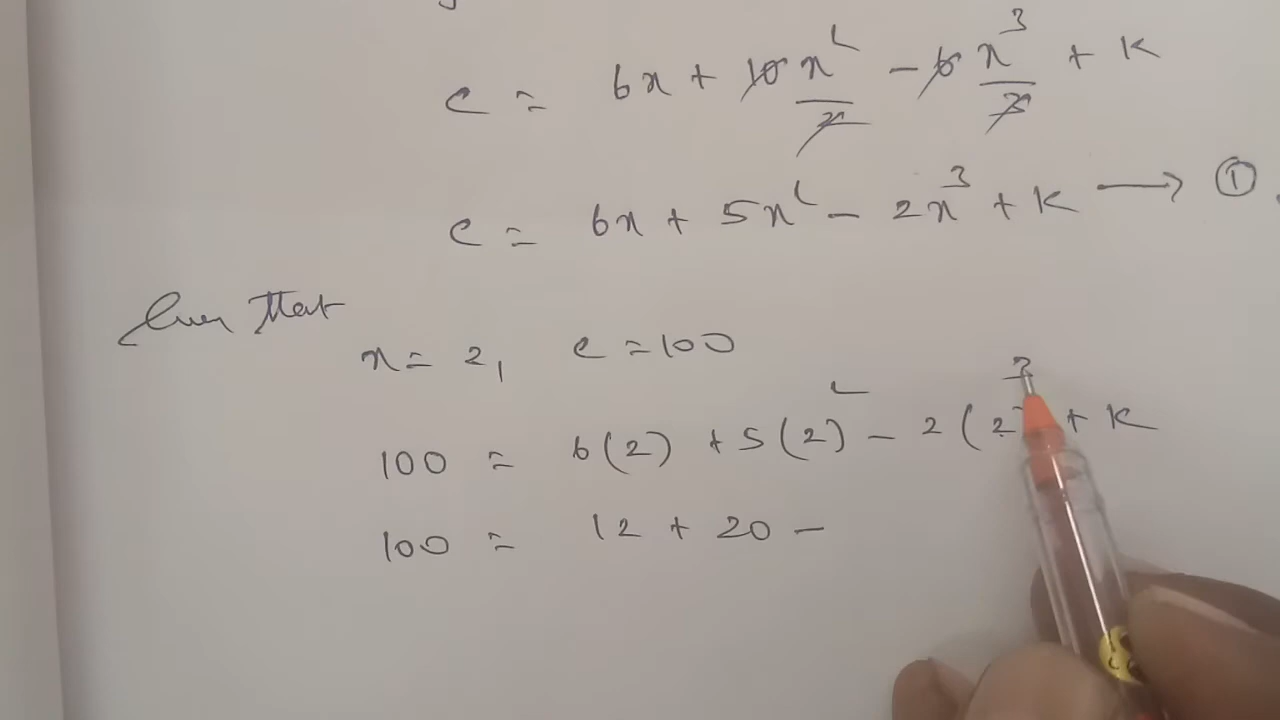 c = 6x + 10 x² / 2 - 6 x³ / 3 + k
c = 6x + 5x² - 2x³ + k → ①
Given that
x = 2, c = 100
100 = 6(2) + 5(2)² - 2(2)³ + k
100 = 12 + 20 -